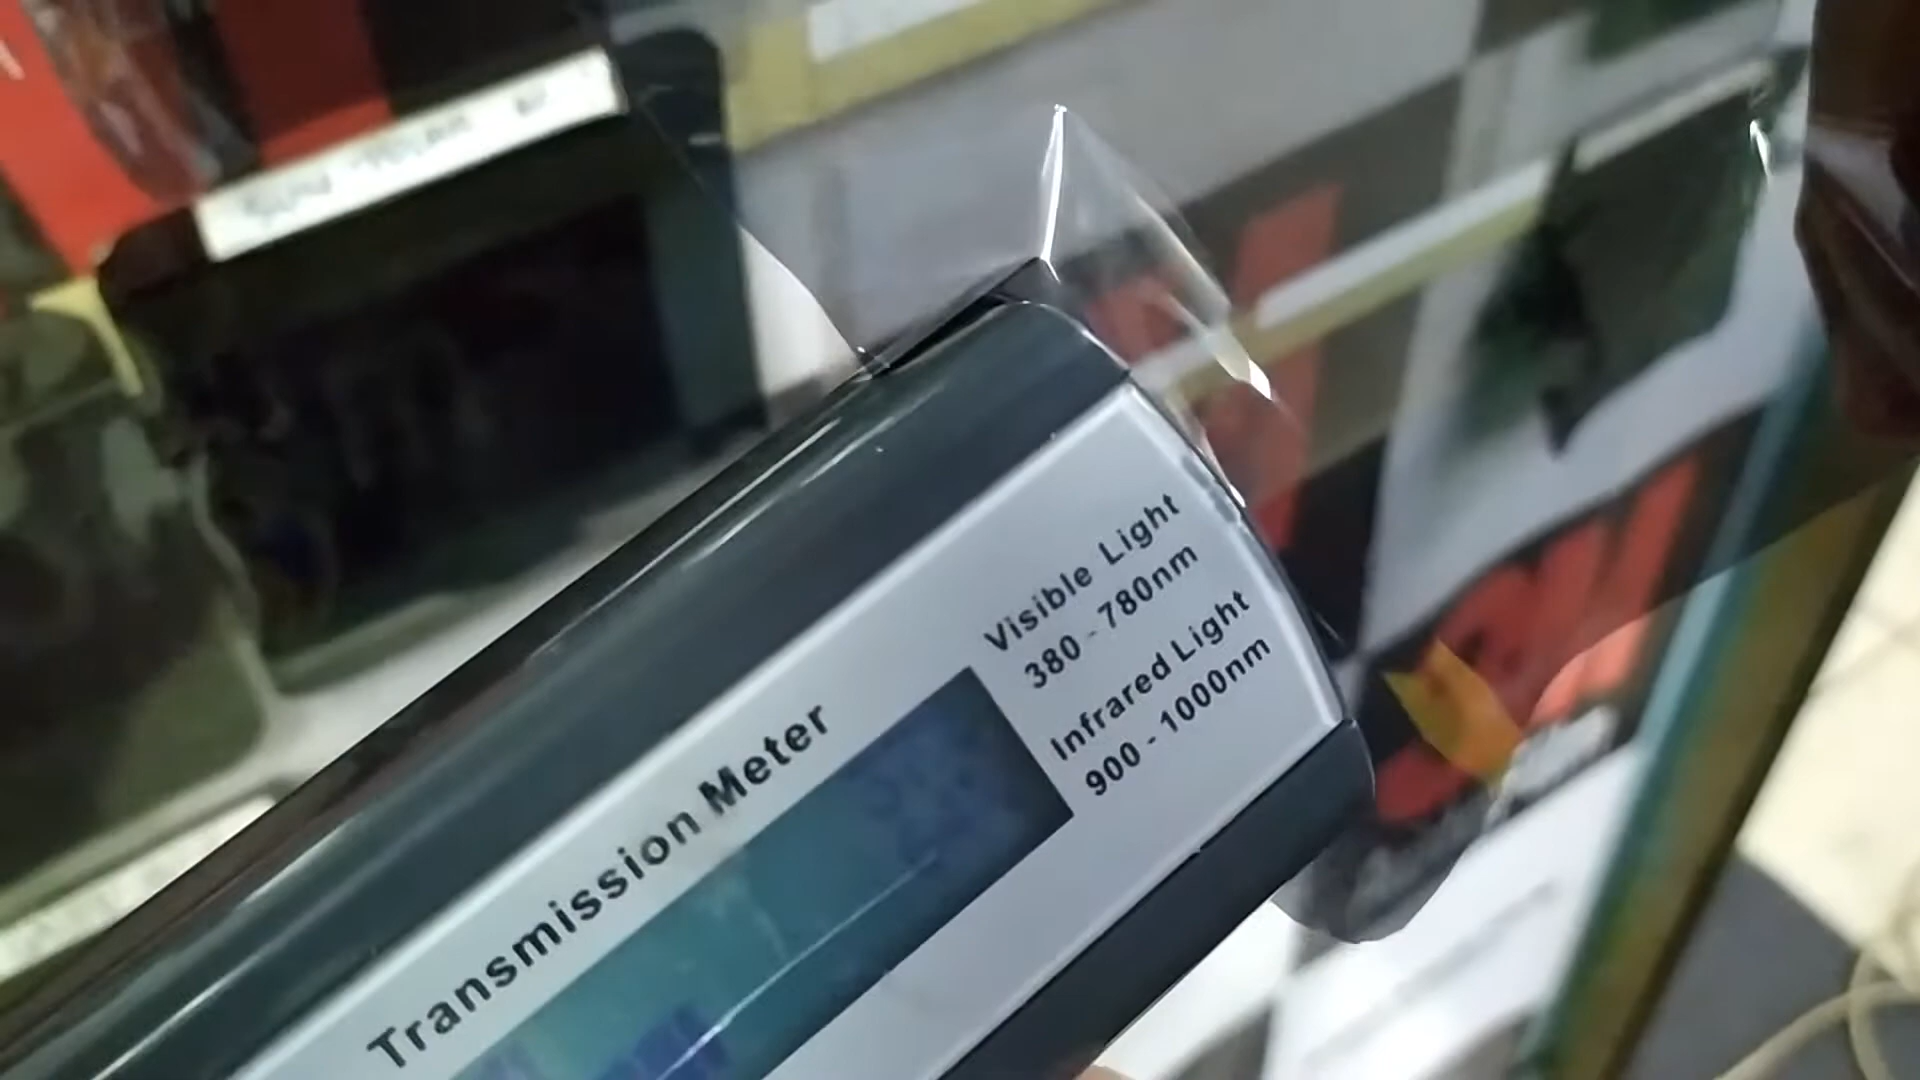 Visible Light
380 - 780nm
Infrared Light
900 - 1000nm
Transmission Meter